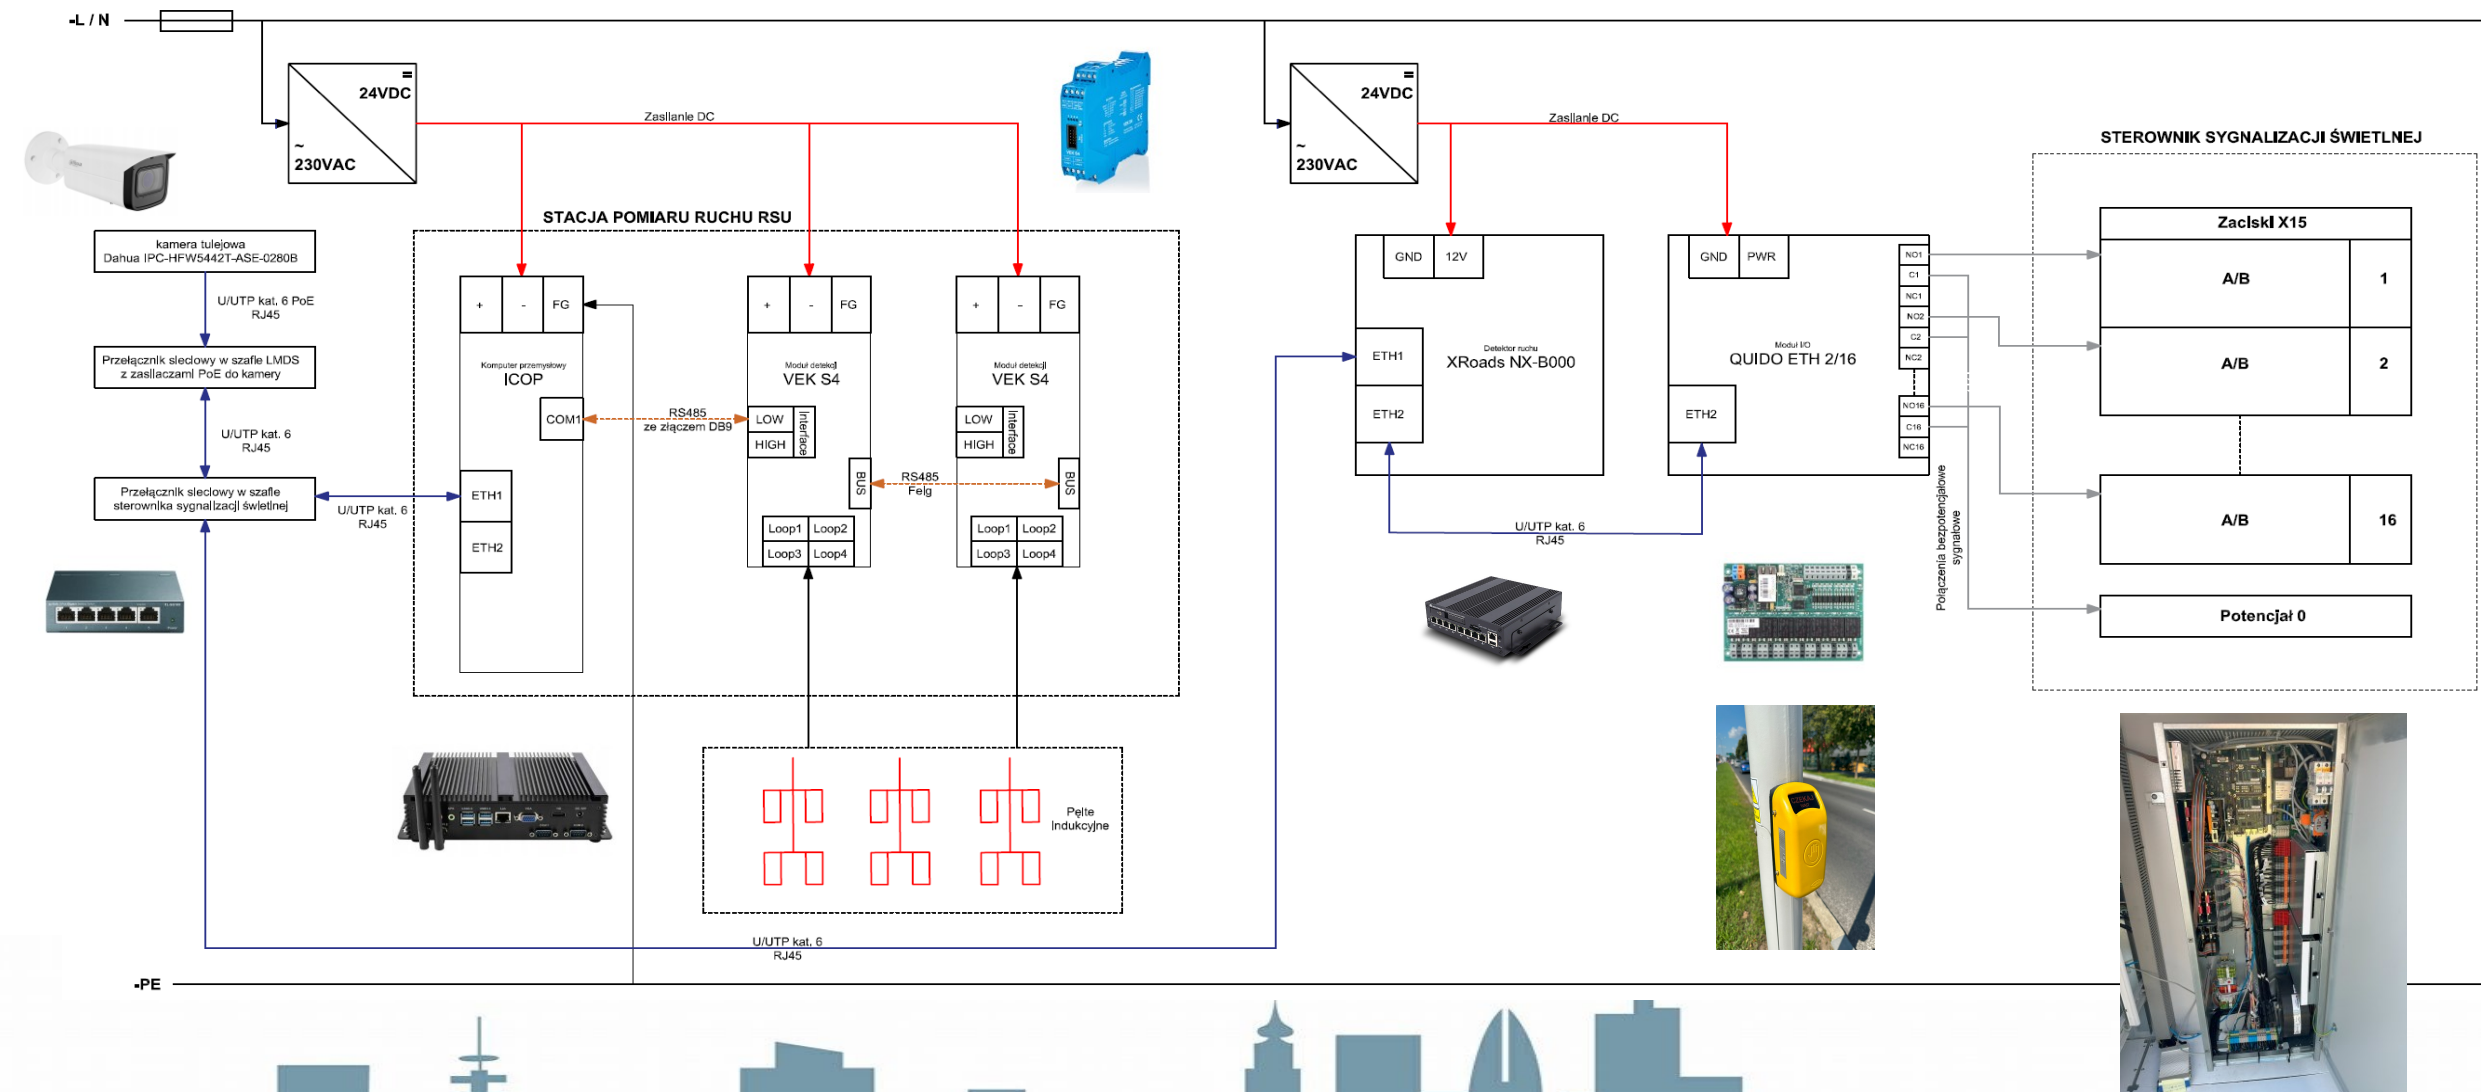 -L / N
24VDC
~
230VAC
=
Zasilanie DC
24VDC
~
230VAC
=
Zasilanie DC
STEROWNIK SYGNALIZACJI ŚWIETLNEJ
Zaciski X15
A/B
1
A/B
2
A/B
16
Potencjał 0
STACJA POMIARU RUCHU RSU
kamera tulejowa
Dahua IPC-HFW5442T-ASE-0280B
U/UTP kat. 6 PoE
RJ45
Przełącznik sieciowy w szafie LMDS
z zasilaczami PoE do kamery
U/UTP kat. 6
RJ45
Przełącznik sieciowy w szafie
sterownika sygnalizacji świetlnej
U/UTP kat. 6
RJ45
+
-
FG
Komputer przemysłowy
ICOP
COM1
ETH1
ETH2
RS485
ze złączem DB9
+
-
FG
Moduł detekcji
VEK S4
LOW
HIGH
Interface
BUS
Loop1
Loop2
Loop3
Loop4
RS485
Feig
+
-
FG
Moduł detekcji
VEK S4
LOW
HIGH
Interface
BUS
Loop1
Loop2
Loop3
Loop4
Pętle
Indukcyjne
GND
12V
Detektor ruchu
XRoads NX-B000
ETH1
ETH2
GND
PWR
Moduł I/O
QUIDO ETH 2/16
ETH2
NO1
C1
NC1
NO2
C2
NC2
NO16
C16
NC16
U/UTP kat. 6
RJ45
Połączenia bezpotencjałowe
sygnałowe
U/UTP kat. 6
RJ45
-PE